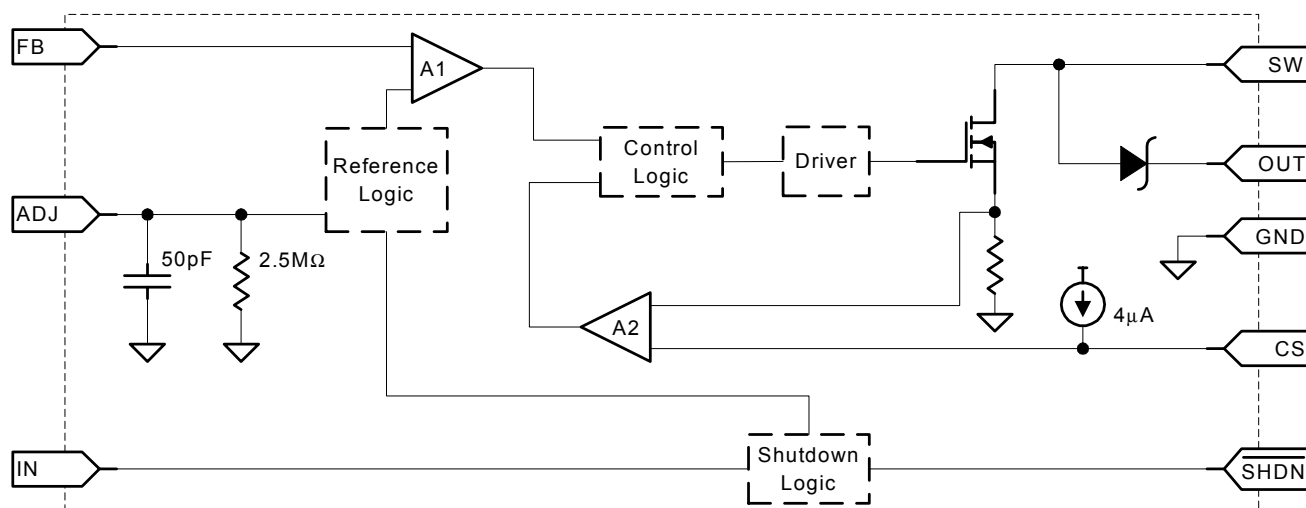 FB
A1
SW
Reference
Logic
Control
Logic
Driver
OUT
ADJ
GND
50pF
2.5MΩ
A2
4μA
CS
IN
Shutdown
Logic
SHDN